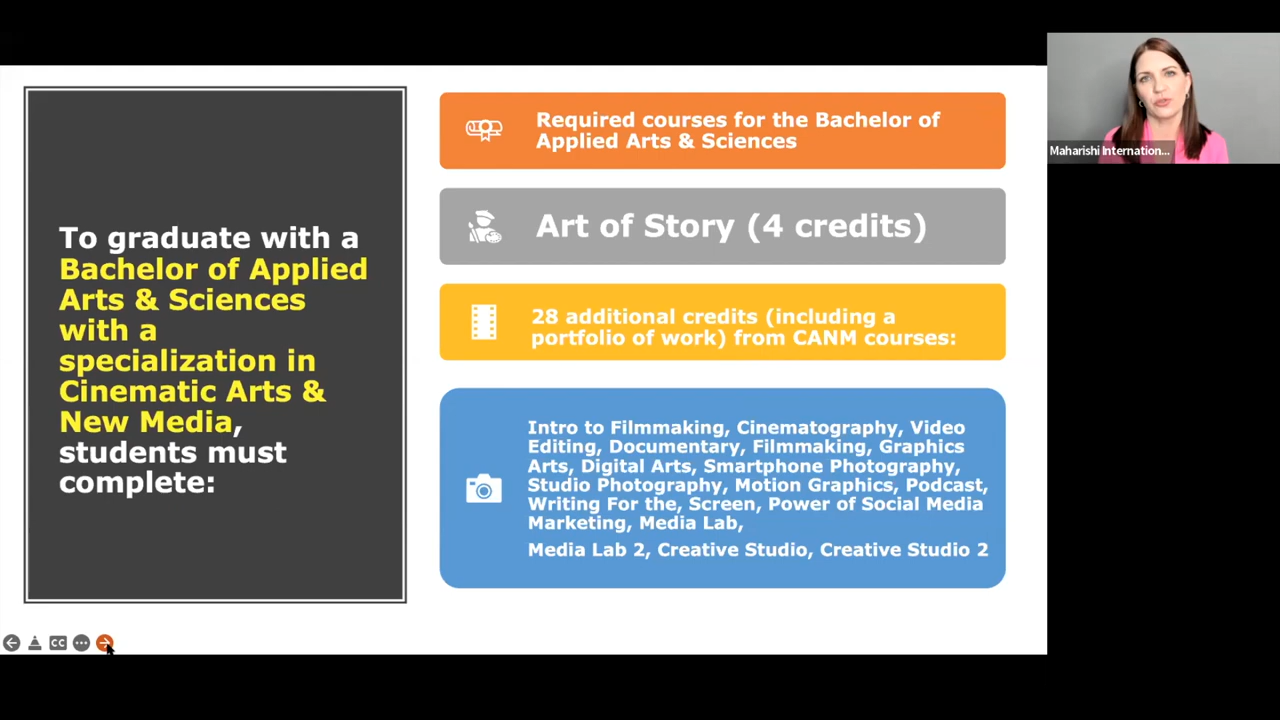 To graduate with a
Bachelor of Applied
Arts & Sciences
with a
specialization in
Cinematic Arts &
New Media,
students must
complete:
Required courses for the Bachelor of
Applied Arts & Sciences
Art of Story (4 credits)
28 additional credits (including a
portfolio of work) from CANM courses:
Intro to Filmmaking, Cinematography, Video
Editing, Documentary, Filmmaking, Graphics
Arts, Digital Arts, Smartphone Photography,
Studio Photography, Motion Graphics, Podcast,
Writing For the, Screen, Power of Social Media
Marketing, Media Lab,
Media Lab 2, Creative Studio, Creative Studio 2
Maharishi Internation...
CC